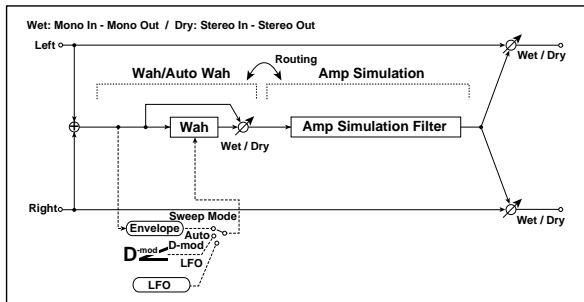 Wet: Mono In - Mono Out / Dry: Stereo In - Stereo Out
Left
Wet / Dry
Routing
Wah/Auto Wah
Amp Simulation
Wah
Wet / Dry
Amp Simulation Filter
Right
Wet / Dry
Sweep Mode
Envelope
Auto
D-mod
D-mod
LFO
LFO